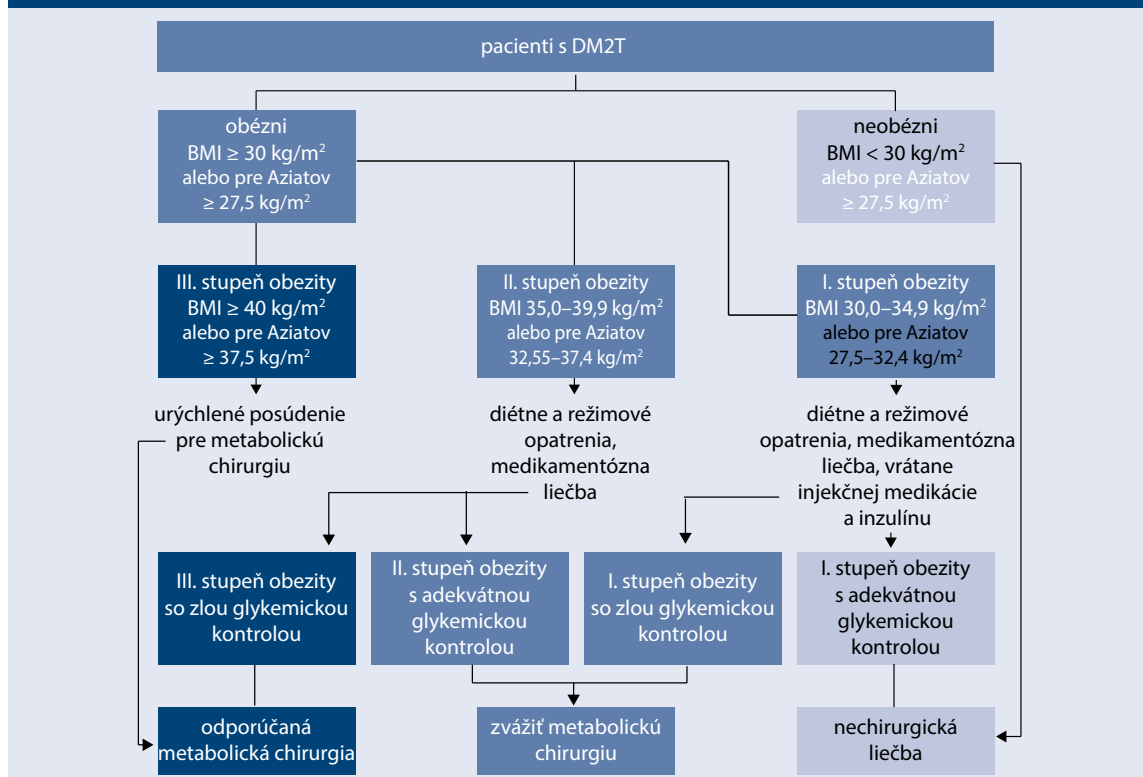 pacienti s DM2T
obézni
BMI ≥ 30 kg/m²
alebo pre Aziatov
≥ 27,5 kg/m²
neobézni
BMI < 30 kg/m²
alebo pre Aziatov
≥ 27,5 kg/m²
III. stupeň obezity
BMI ≥ 40 kg/m²
alebo pre Aziatov
≥ 37,5 kg/m²
II. stupeň obezity
BMI 35,0–39,9 kg/m²
alebo pre Aziatov
32,55–37,4 kg/m²
I. stupeň obezity
BMI 30,0–34,9 kg/m²
alebo pre Aziatov
27,5–32,4 kg/m²
urýchlené posúdenie
pre metabolickú
chirurgiu
diétne a režimové
opatrenia,
medikamentózna
liečba
diétne a režimové
opatrenia, medikamentózna
liečba, vrátane
injekčnej medikácie
a inzulínu
III. stupeň obezity
so zlou glykemickou
kontrolou
II. stupeň obezity
s adekvátnou
glykemickou
kontrolou
I. stupeň obezity
so zlou glykemickou
kontrolou
I. stupeň obezity
s adekvátnou
glykemickou
kontrolou
odporúčaná
metabolická chirurgia
zvážiť metabolickú
chirurgiu
nechirurgická
liečba